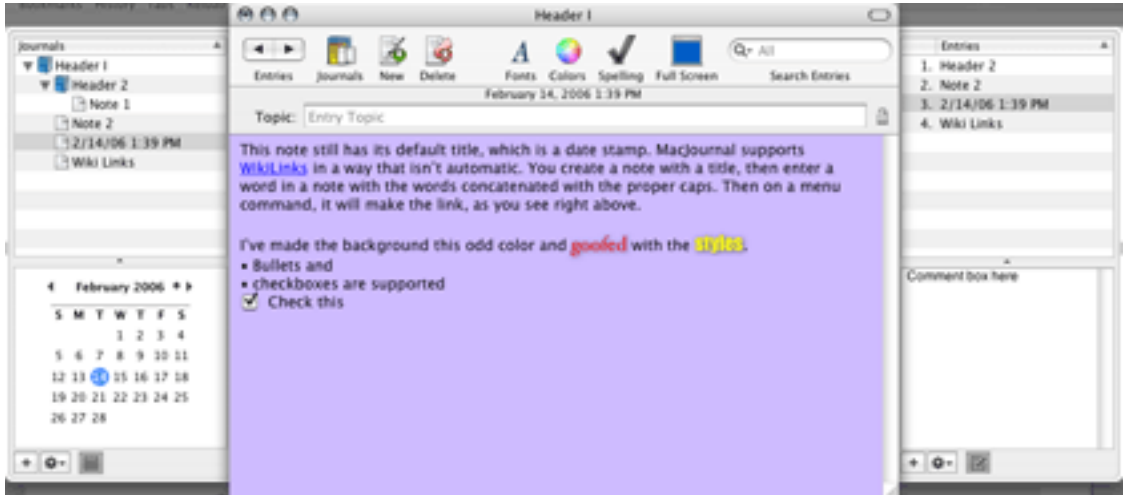 Bookmarks History Tabs
Header I
Journals
Header I
Header 2
Note 1
Note 2
2/14/06 1:39 PM
Wiki Links
February 2006
S M T W T F S
1 2 3 4
5 6 7 8 9 10 11
12 13 14 15 16 17 18
19 20 21 22 23 24 25
26 27 28
All
Entries Journals New Delete Fonts Colors Spelling Full Screen Search Entries
February 14, 2006 1:39 PM
Topic: Entry Topic
This note still has its default title, which is a date stamp. MacJournal supports
WikiLinks in a way that isn't automatic. You create a note with a title, then enter a
word in a note with the words concatenated with the proper caps. Then on a menu
command, it will make the link, as you see right above.
I've made the background this odd color and goofed with the styles.
• Bullets and
• checkboxes are supported
Check this
Entries
1. Header 2
2. Note 2
3. 2/14/06 1:39 PM
4. Wiki Links
Comment box here